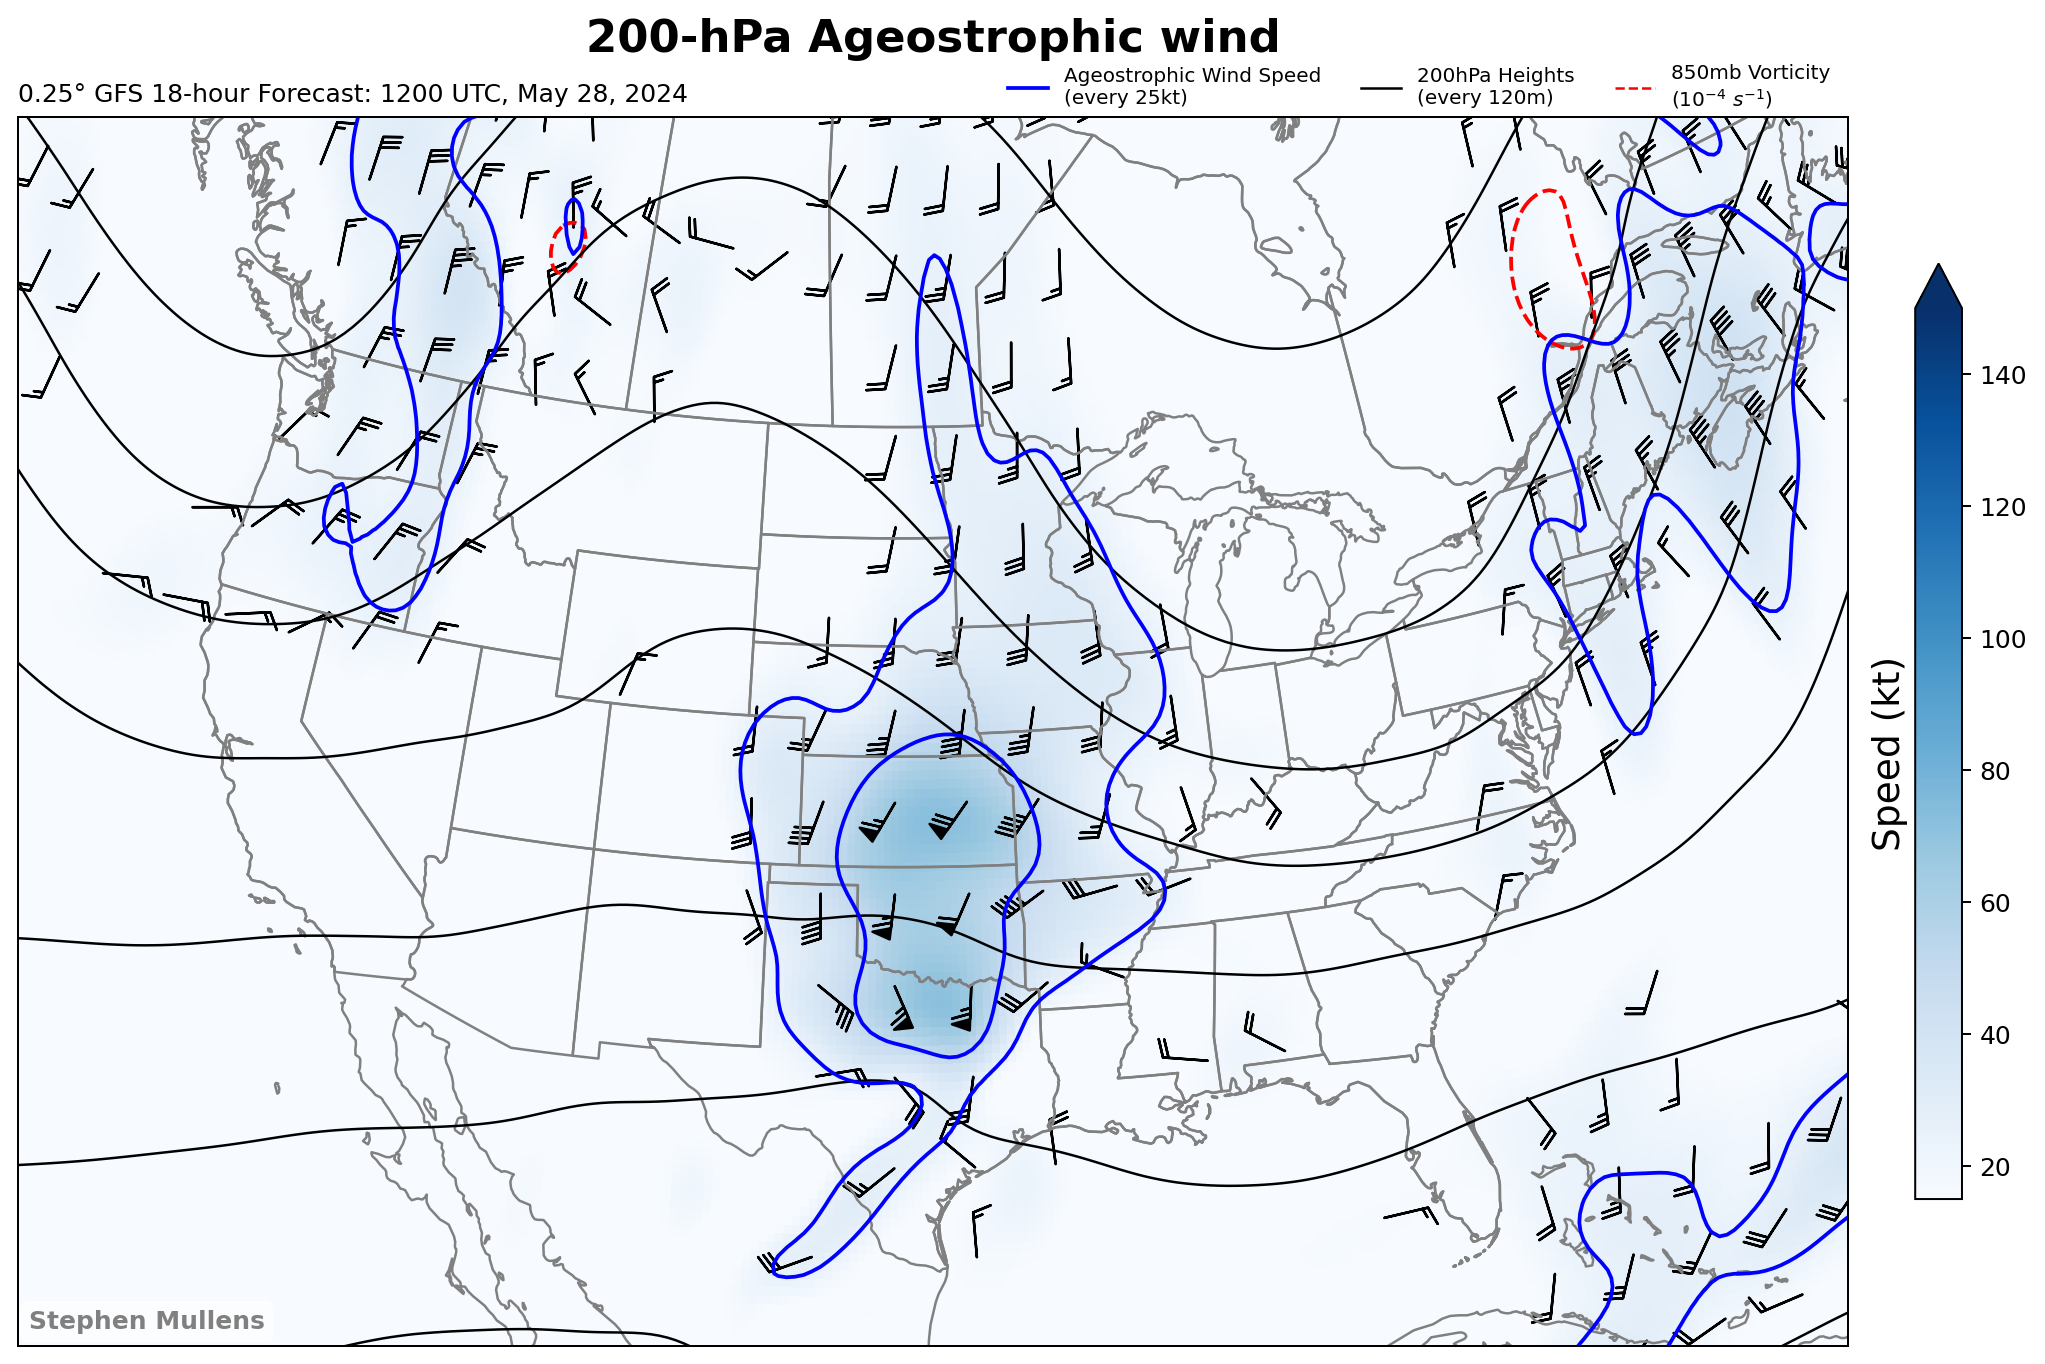 200-hPa Ageostrophic wind
0.25° GFS 18-hour Forecast: 1200 UTC, May 28, 2024
Ageostrophic Wind Speed
(every 25kt)
200hPa Heights
(every 120m)
850mb Vorticity
(10⁻⁴ s⁻¹)
140
120
100
80
60
40
20
Speed (kt)
Stephen Mullens